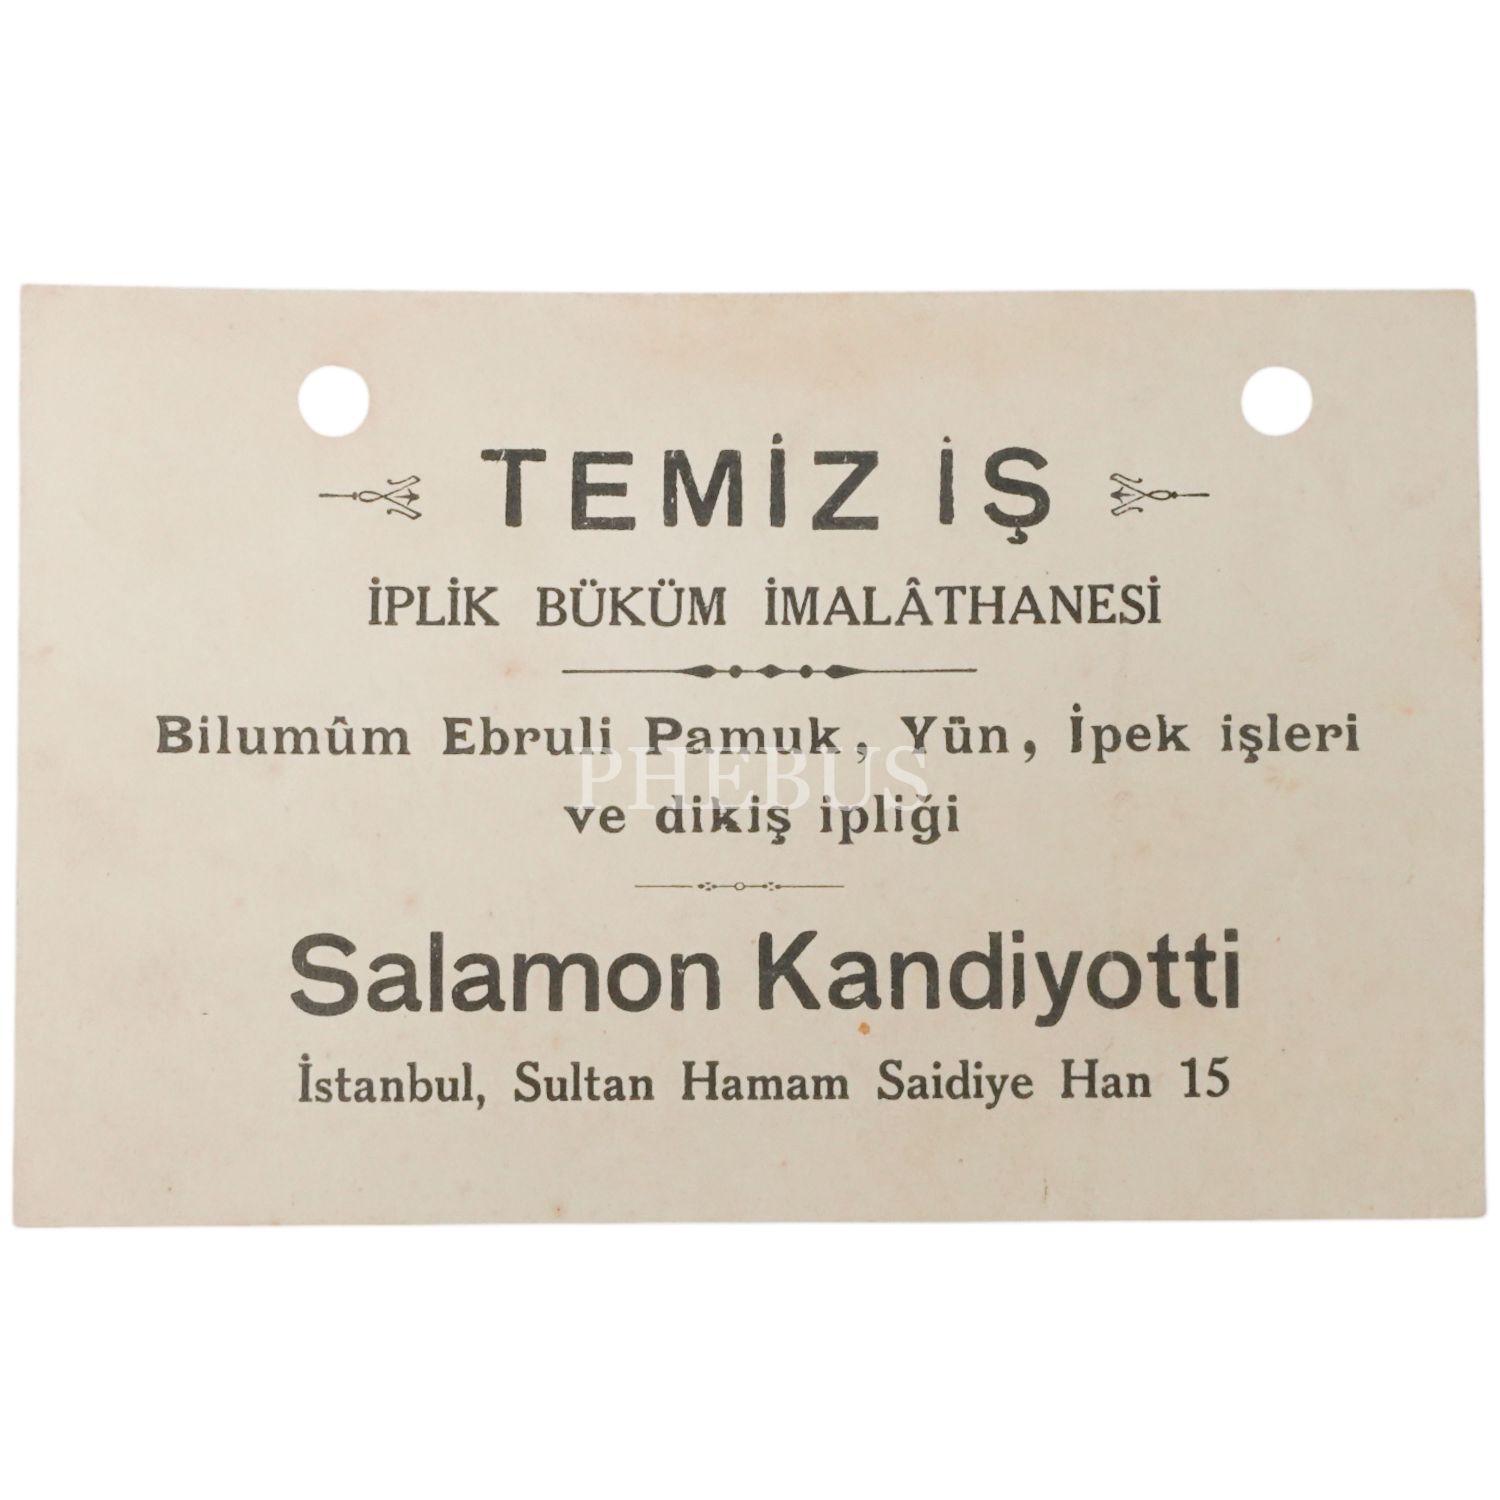 TEMİZ İŞ
İPLİK BÜKÜM İMALÂTHANESİ
Bilumûm Ebruli Pamuk, Yün, İpek işleri
PHEBUS
ve dikiş ipliği
Salamon Kandiyotti
İstanbul, Sultan Hamam Saidiye Han 15